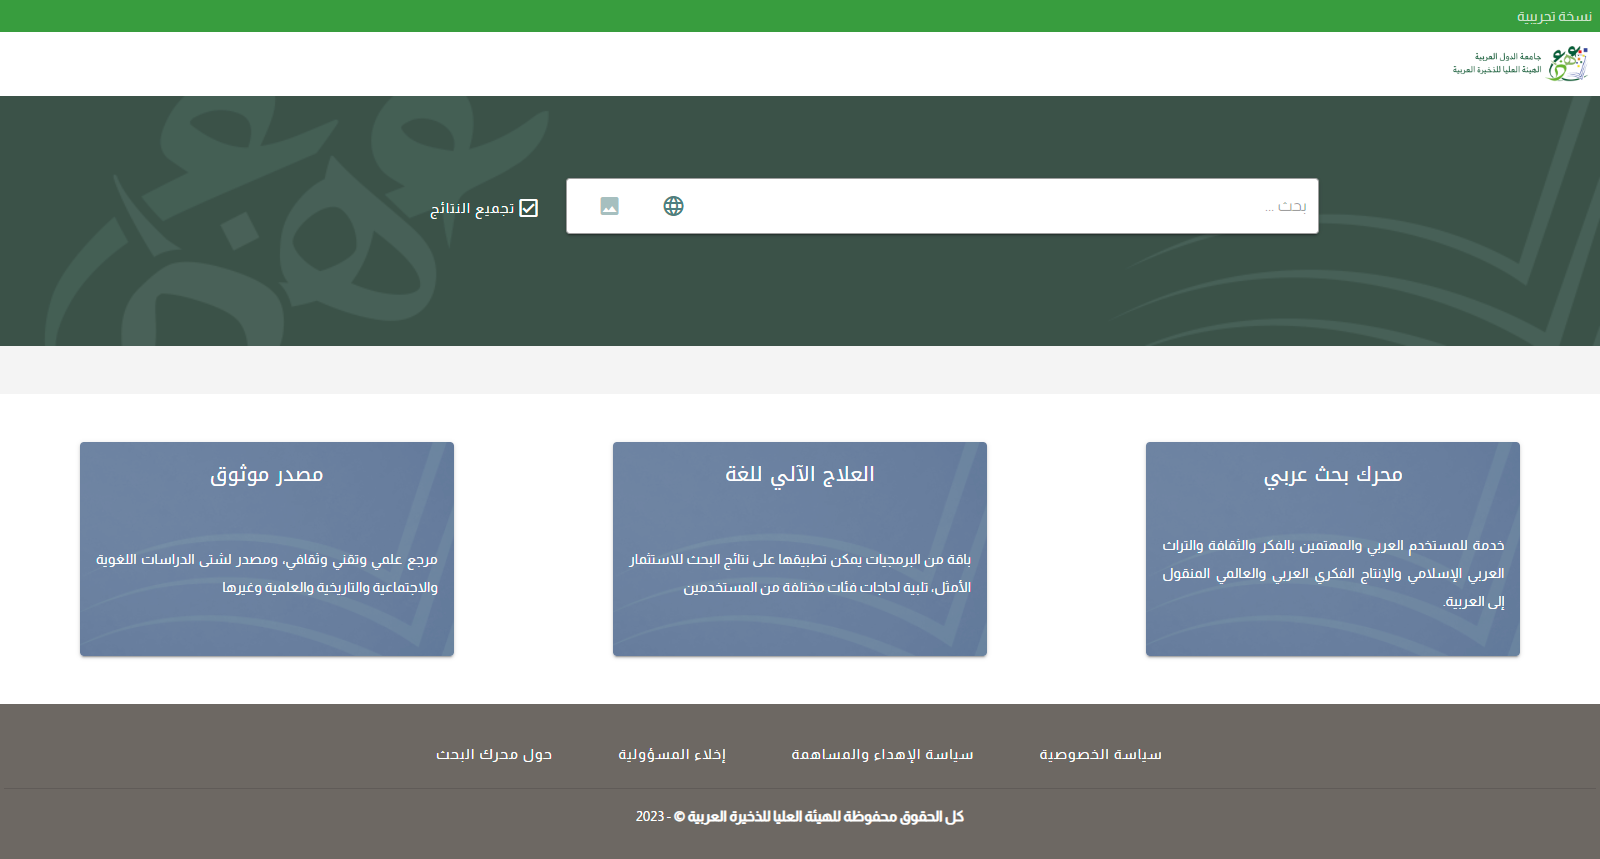 نسخة تجريبية
جامعة الدول العربية
الهيئة العليا للذخيرة العربية
بحث ...
تجميع النتائج
محرك بحث عربي
خدمة للمستخدم العربي والمهتمين بالفكر والثقافة والتراث
العربي الإسلامي والإنتاج الفكري العربي والعالمي المنقول
إلى العربية.
العلاج الآلي للغة
باقة من البرمجيات يمكن تطبيقها على نتائج البحث للاستثمار
الأمثل، تلبية لحاجات فئات مختلفة من المستخدمين
مصدر موثوق
مرجع علمي وتقني وثقافي، ومصدر لشتى الدراسات اللغوية
والاجتماعية والتاريخية والعلمية وغيرها
سياسة الخصوصية
سياسة الإهداء والمساهمة
إخلاء المسؤولية
حول محرك البحث
كل الحقوق محفوظة للهيئة العليا للذخيرة العربية © - 2023